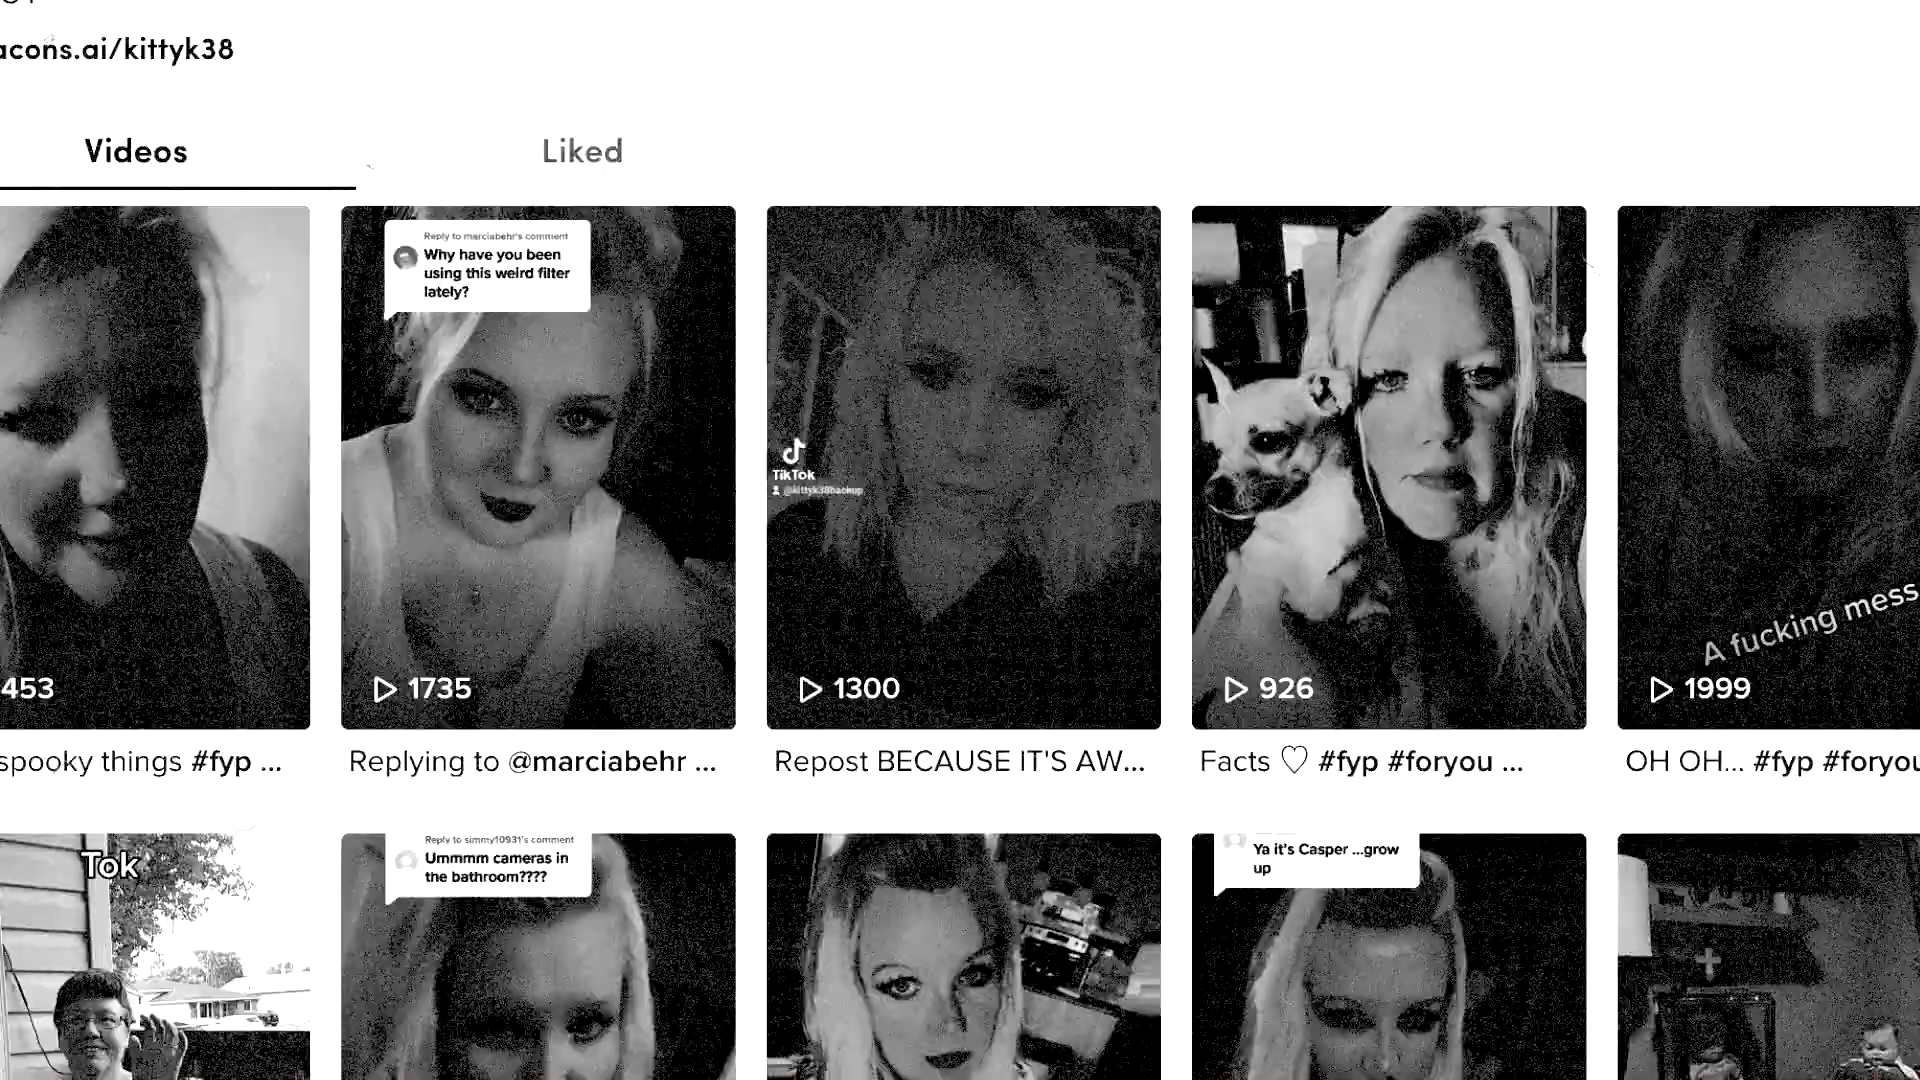 acons.ai/kittyk38
Videos
Liked
Reply to marciabehr's comment
Why have you been
using this weird filter
lately?
TikTok
@kittyk38backup
A fucking mess
453
1735
1300
926
1999
spooky things #fyp ...
Replying to @marciabehr ...
Repost BECAUSE IT'S AW...
Facts ♡ #fyp #foryou ...
OH OH... #fyp #foryou
Tok
Reply to simmy10931's comment
Ummmm cameras in
the bathroom????
Ya it's Casper ...grow
up